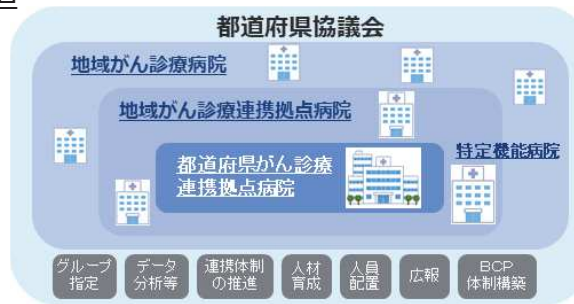 都道府県協議会
地域がん診療病院
地域がん診療連携拠点病院
都道府県がん診療
連携拠点病院
特定機能病院
グループ
指定
データ
分析等
連携体制
の推進
人材
育成
人員
配置
広報
BCP
体制構築